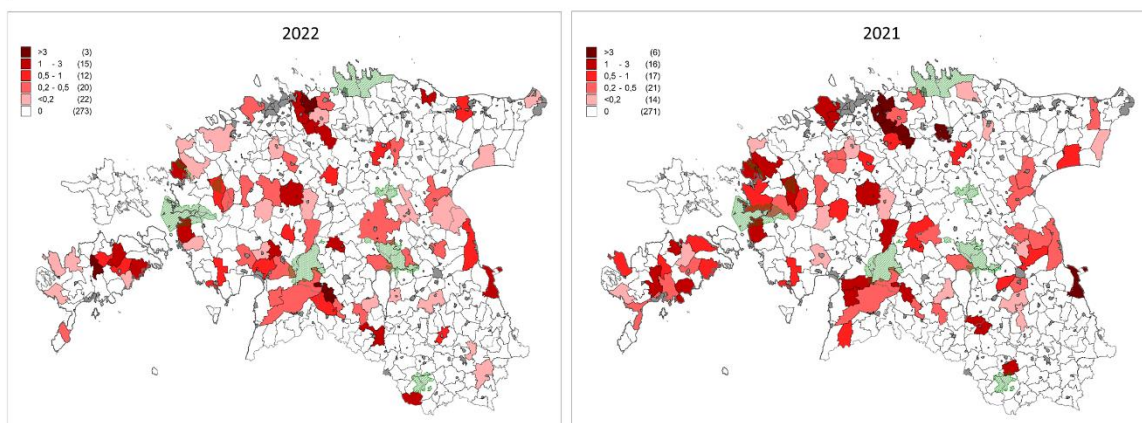 2022
>3 (3)
1 - 3 (15)
0,5 - 1 (12)
0,2 - 0,5 (20)
<0,2 (22)
0 (273)
2021
>3 (6)
1 - 3 (16)
0,5 - 1 (17)
0,2 - 0,5 (21)
<0,2 (14)
0 (271)